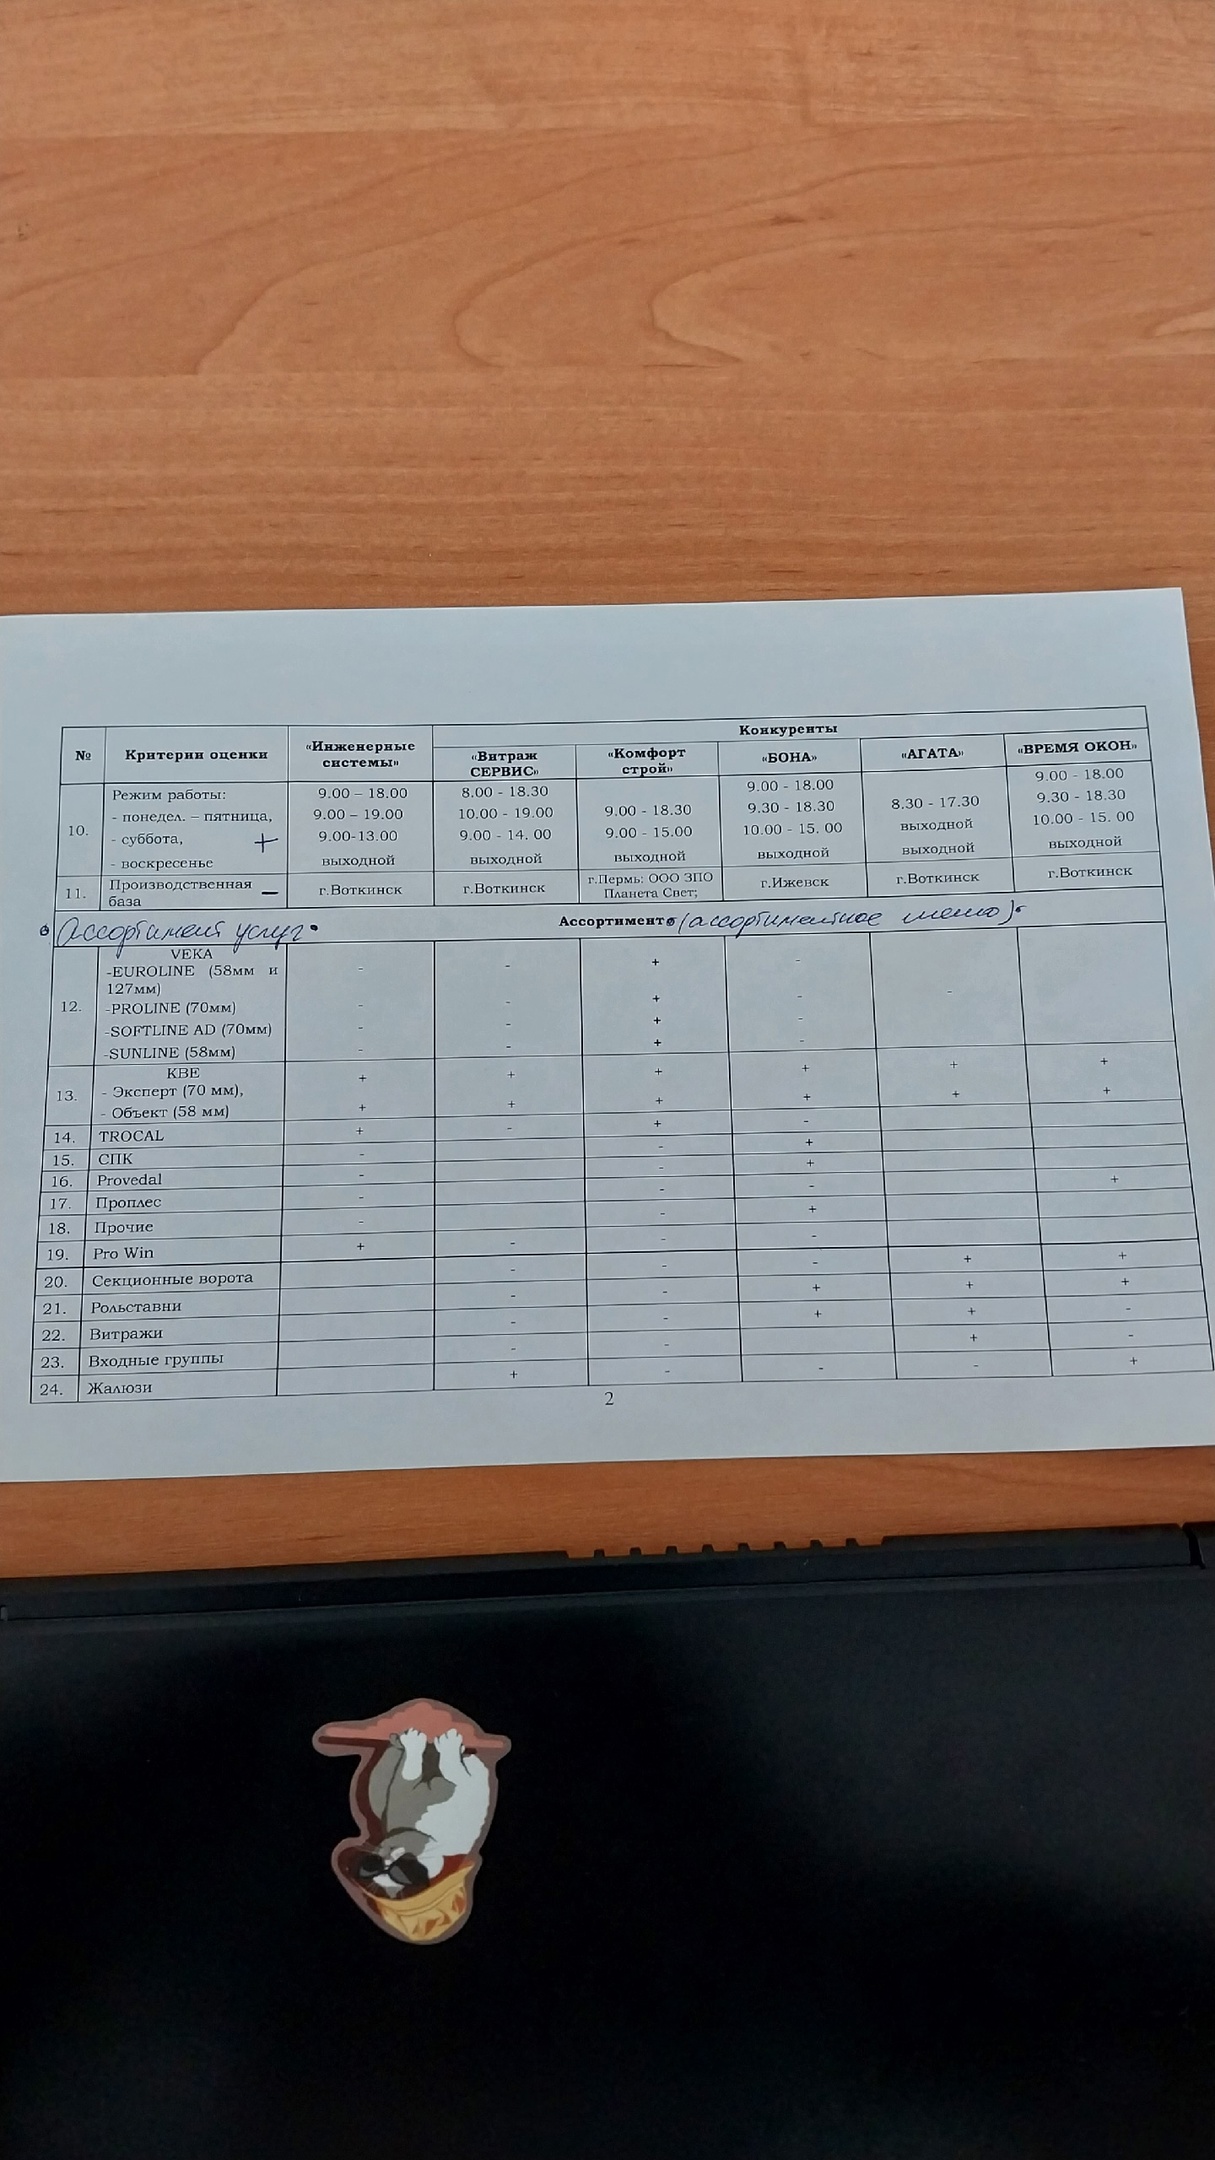 № Критерии оценки «Инженерные системы» Конкуренты
«Витраж СЕРВИС» «Комфорт строй» «БОНА» «АГАТА» «ВРЕМЯ ОКОН»
10. Режим работы: 9.00 – 18.00 8.00 - 18.30 9.00 - 18.00 9.00 - 18.00
- понедел. – пятница, 9.00 – 19.00 10.00 - 19.00 9.00 - 18.30 9.30 - 18.30 8.30 - 17.30 9.30 - 18.30
- суббота, + 9.00-13.00 9.00 - 14. 00 9.00 - 15.00 10.00 - 15. 00 выходной 10.00 - 15. 00
- воскресенье выходной выходной выходной выходной выходной выходной
11. Производственная база — г.Воткинск г.Воткинск г.Пермь: ООО ЗПО Планета Свет; г.Ижевск г.Воткинск г.Воткинск
Ассортимент услуг. Ассортимент (ассортиментное
12. VEKA
-EUROLINE (58мм и 127мм) - - + - -
-PROLINE (70мм) - - + -
-SOFTLINE AD (70мм) - - + -
-SUNLINE (58мм) - - + -
13. KBE
- Эксперт (70 мм), + + + + + +
- Объект (58 мм) + + + + + +
14. TROCAL + - + -
15. СПК - - +
16. Provedal - - +
17. Проплес - - - +
18. Прочие - - +
19. Pro Win + - - -
20. Секционные ворота - - - + +
21. Рольставни - - + + +
22. Витражи - - + + -
23. Входные группы - - + -
24. Жалюзи + - - - +
2